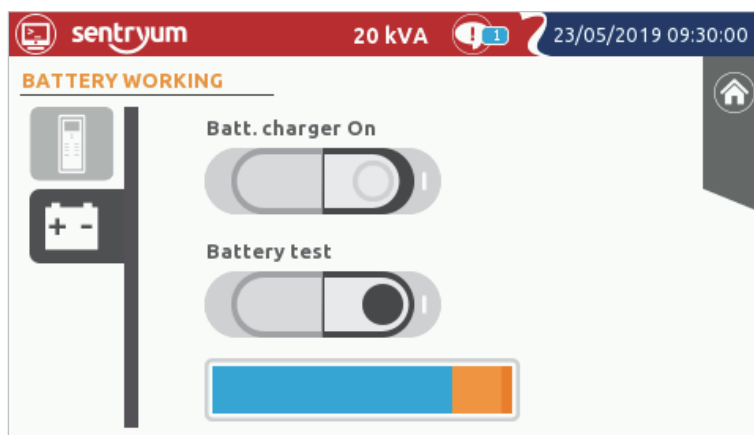 sentryum 20 kVA 1 23/05/2019 09:30:00
BATTERY WORKING
Batt. charger On
+ -
Battery test